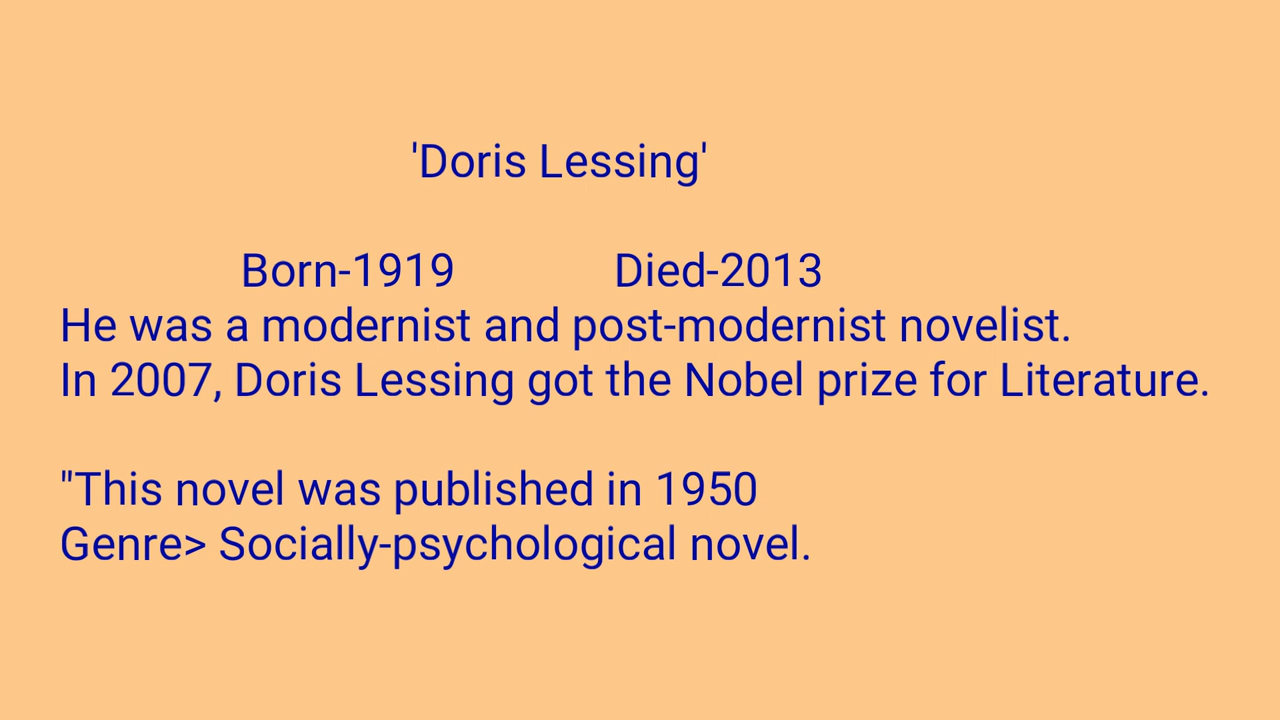 'Doris Lessing'
Born-1919 Died-2013
He was a modernist and post-modernist novelist.
In 2007, Doris Lessing got the Nobel prize for Literature.
"This novel was published in 1950
Genre> Socially-psychological novel.